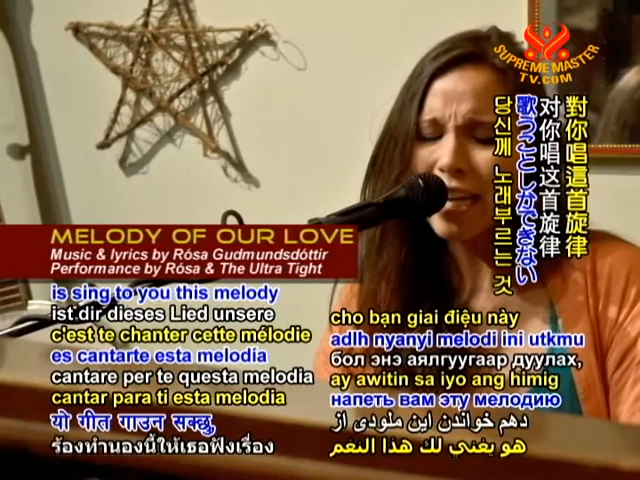 SUPREME MASTER
TV.COM
對你唱這首旋律
对你唱这首旋律
歌うことしかできない
당신께 노래부르는 것
MELODY OF OUR LOVE
Music & lyrics by Rósa Gudmundsdóttir
Performance by Rósa & The Ultra Tight
is sing to you this melody
ist dir dieses Lied unsere
c'est te chanter cette mélodie
es cantarte esta melodía
cantare per te questa melodia
cantar para ti esta melodia
यो गीत गाउन सक्छु,
ร้องทำนองนี้ให้เธอฟังเรื่อง
cho bạn giai điệu này
adlh nyanyi melodi ini utkmu
бол энэ аялгуугаар дуулах,
ay awitin sa iyo ang himig
напеть вам эту мелодию
دهم خواندن این ملودی از
هو يغني لك هذا النغم